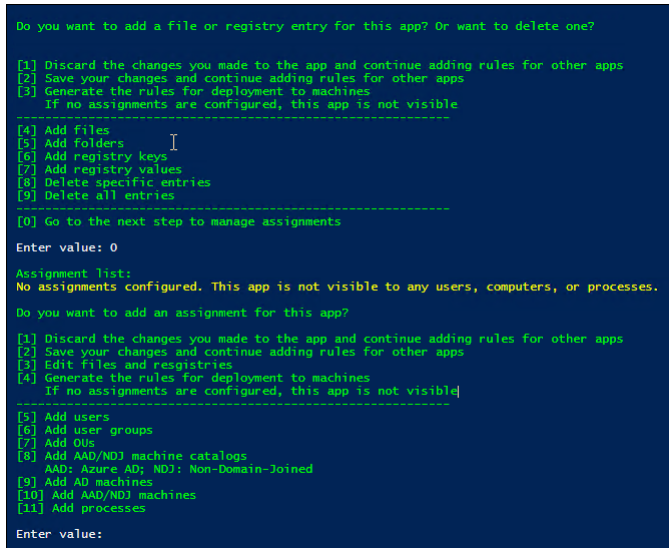 Do you want to add a file or registry entry for this app? Or want to delete one?
[1] Discard the changes you made to the app and continue adding rules for other apps
[2] Save your changes and continue adding rules for other apps
[3] Generate the rules for deployment to machines
If no assignments are configured, this app is not visible
--------------------------------------------------------------
[4] Add files
[5] Add folders
[6] Add registry keys
[7] Add registry values
[8] Delete specific entries
[9] Delete all entries
--------------------------------------------------------------
[0] Go to the next step to manage assignments
Enter value: 0
Assignment list:
No assignments configured. This app is not visible to any users, computers, or processes.
Do you want to add an assignment for this app?
[1] Discard the changes you made to the app and continue adding rules for other apps
[2] Save your changes and continue adding rules for other apps
[3] Edit files and resgistries
[4] Generate the rules for deployment to machines
If no assignments are configured, this app is not visible
--------------------------------------------------------------
[5] Add users
[6] Add user groups
[7] Add OUs
[8] Add AAD/NDJ machine catalogs
AAD: Azure AD; NDJ: Non-Domain-Joined
[9] Add AD machines
[10] Add AAD/NDJ machines
[11] Add processes
Enter value: